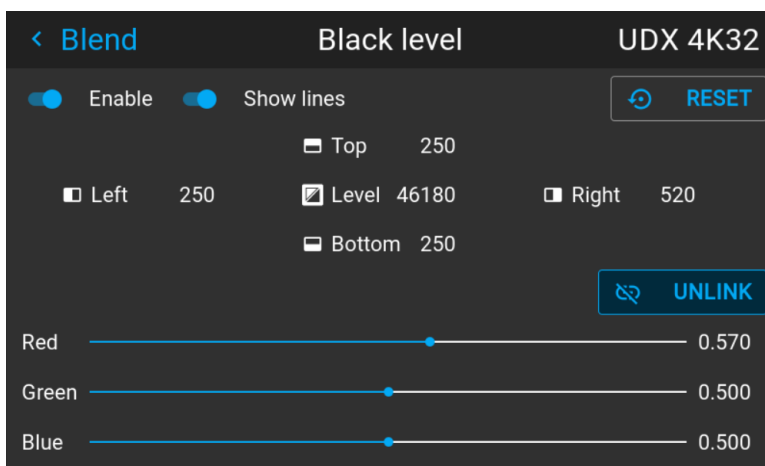 Blend Black level UDX 4K32
Enable Show lines RESET
Top 250
Left 250 Level 46180 Right 520
Bottom 250
UNLINK
Red 0.570
Green 0.500
Blue 0.500